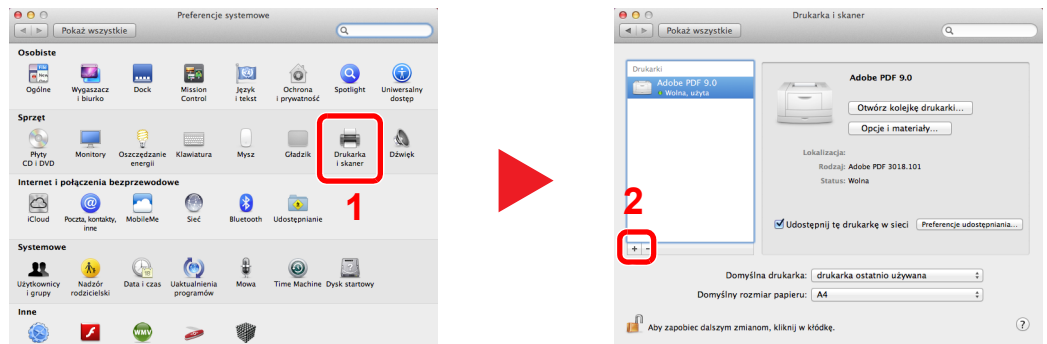 Preferencje systemowe
Pokaż wszystkie
Osobiste
Ogólne
Wygaszacz i biurko
Dock
Mission Control
Język i tekst
Ochrona i prywatność
Spotlight
Uniwersalny dostęp
Sprzęt
Płyty CD i DVD
Monitory
Oszczędzanie energii
Klawiatura
Mysz
Gładzik
Drukarka i skaner
Dźwięk
1
Internet i połączenia bezprzewodowe
iCloud
Poczta, kontakty, inne
MobileMe
Sieć
Bluetooth
Udostępnianie
Systemowe
Użytkownicy i grupy
Nadzór rodzicielski
Data i czas
Uaktualnienia programów
Mowa
Time Machine
Dysk startowy
Inne
WMV
Drukarka i skaner
Pokaż wszystkie
Drukarki
Adobe PDF 9.0
Wolna, użyta
2
+ −
Adobe PDF 9.0
Otwórz kolejkę drukarki...
Opcje i materiały...
Lokalizacja:
Rodzaj: Adobe PDF 3018.101
Status: Wolna
Udostępnij tę drukarkę w sieci
Preferencje udostępniania...
Domyślna drukarka: drukarka ostatnio używana
Domyślny rozmiar papieru: A4
Aby zapobiec dalszym zmianom, kliknij w kłódkę.
?